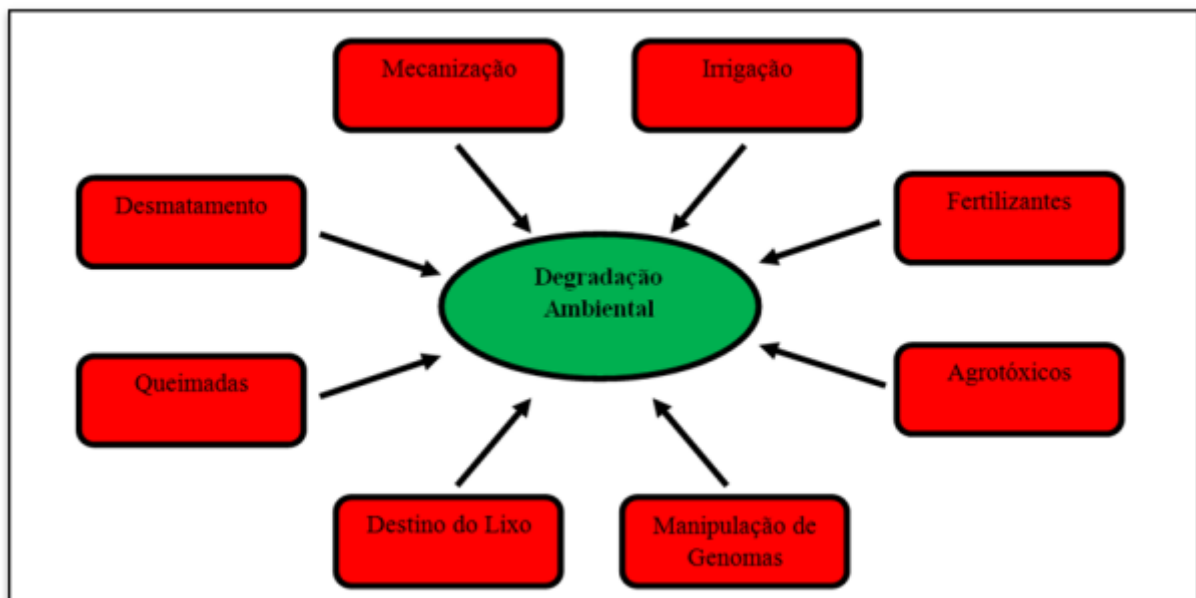 Mecanização
Irrigação
Desmatamento
Fertilizantes
Degradação
Ambiental
Queimadas
Agrotóxicos
Destino do Lixo
Manipulação de
Genomas